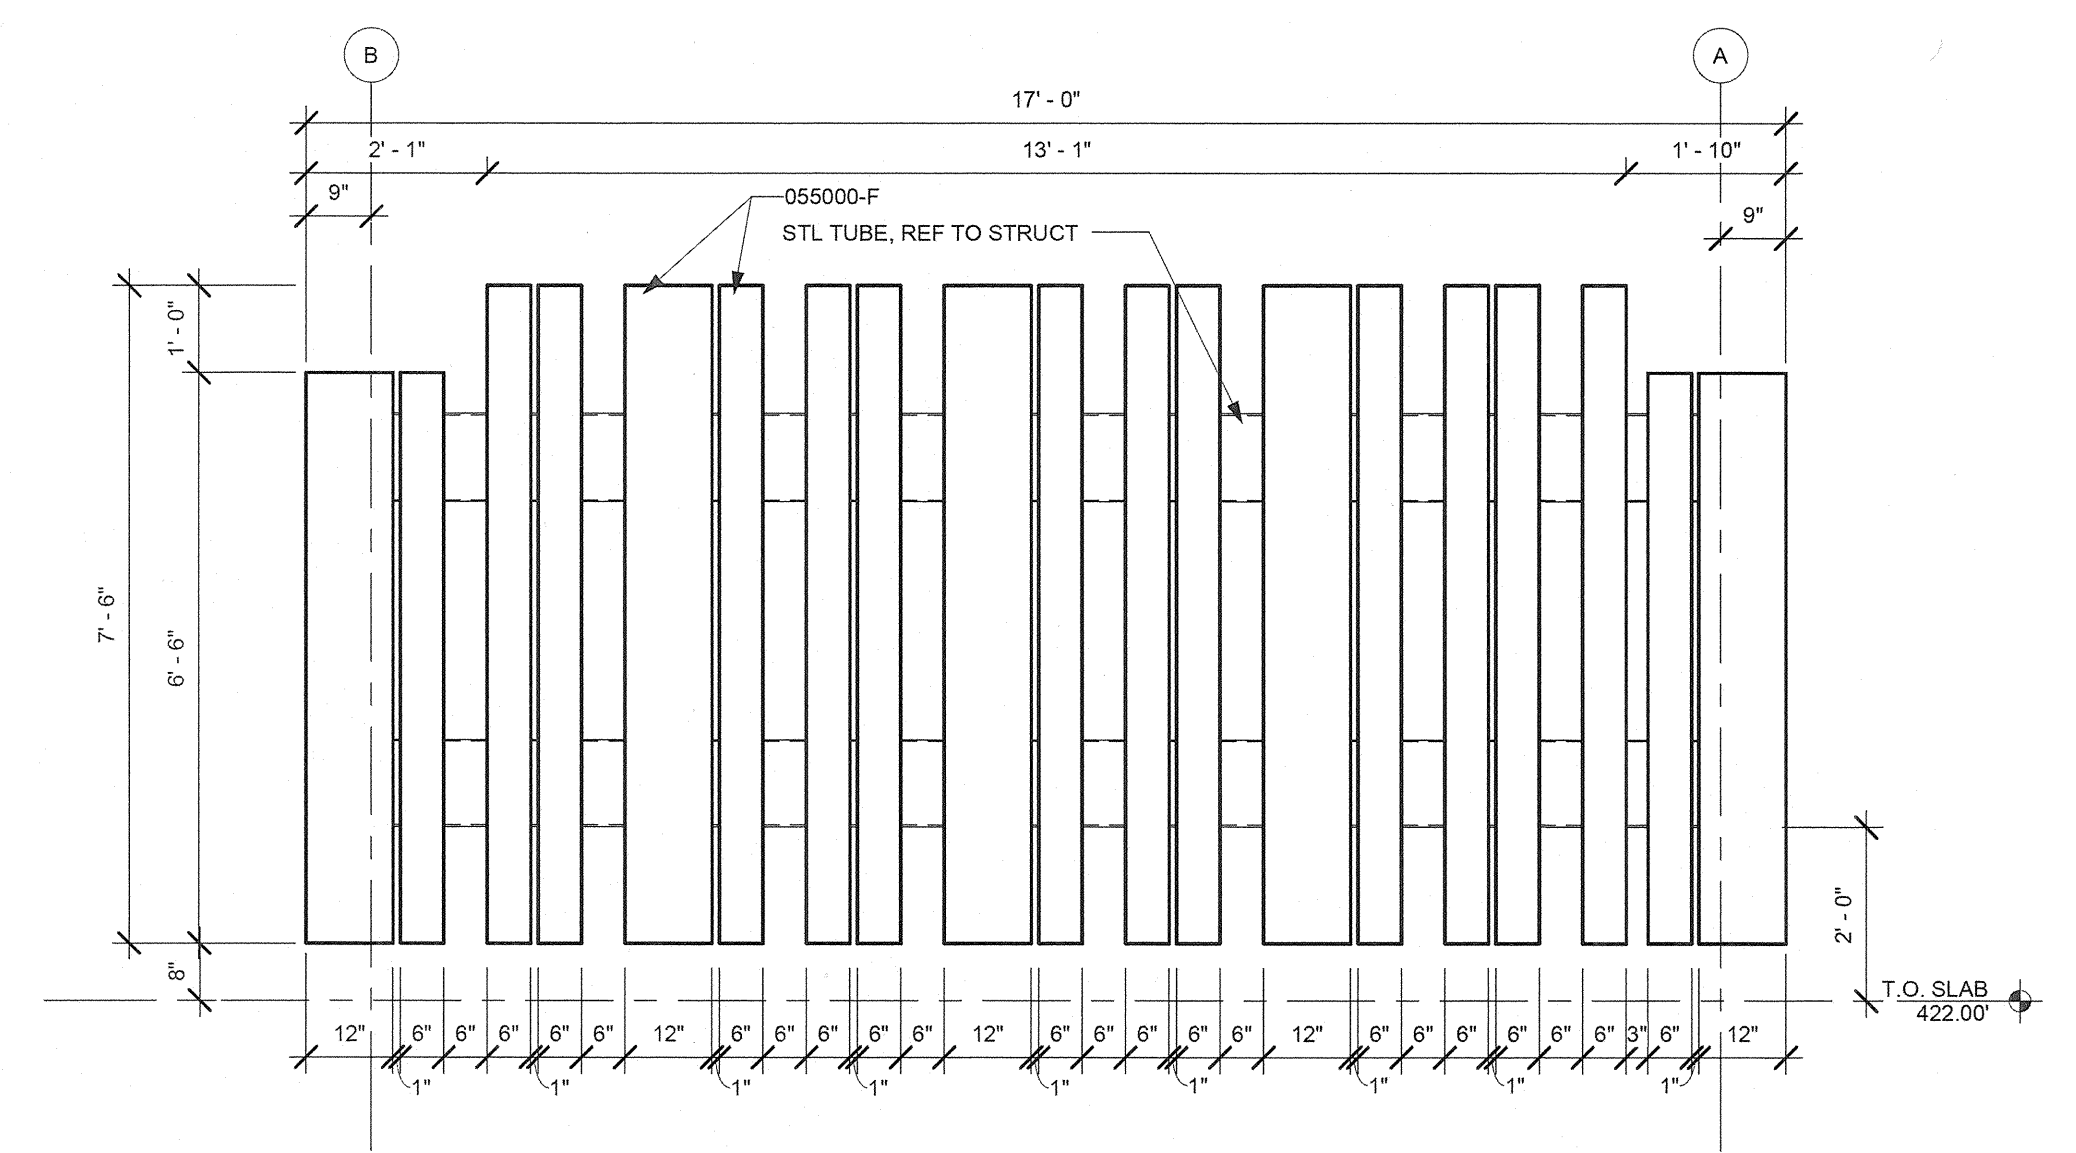 B
A
17' - 0"
2' - 1"
13' - 1"
1' - 10"
9"
055000-F
9"
STL TUBE, REF TO STRUCT
1' - 0"
7' - 6"
6' - 6"
2' - 0"
8"
T.O. SLAB
422.00'
12" 6" 6" 6" 6" 6" 12" 6" 6" 6" 6" 12" 6" 6" 6" 6" 12" 6" 6" 6" 6" 6" 3" 6" 12"
1" 1" 1" 1" 1" 1" 1" 1" 1"